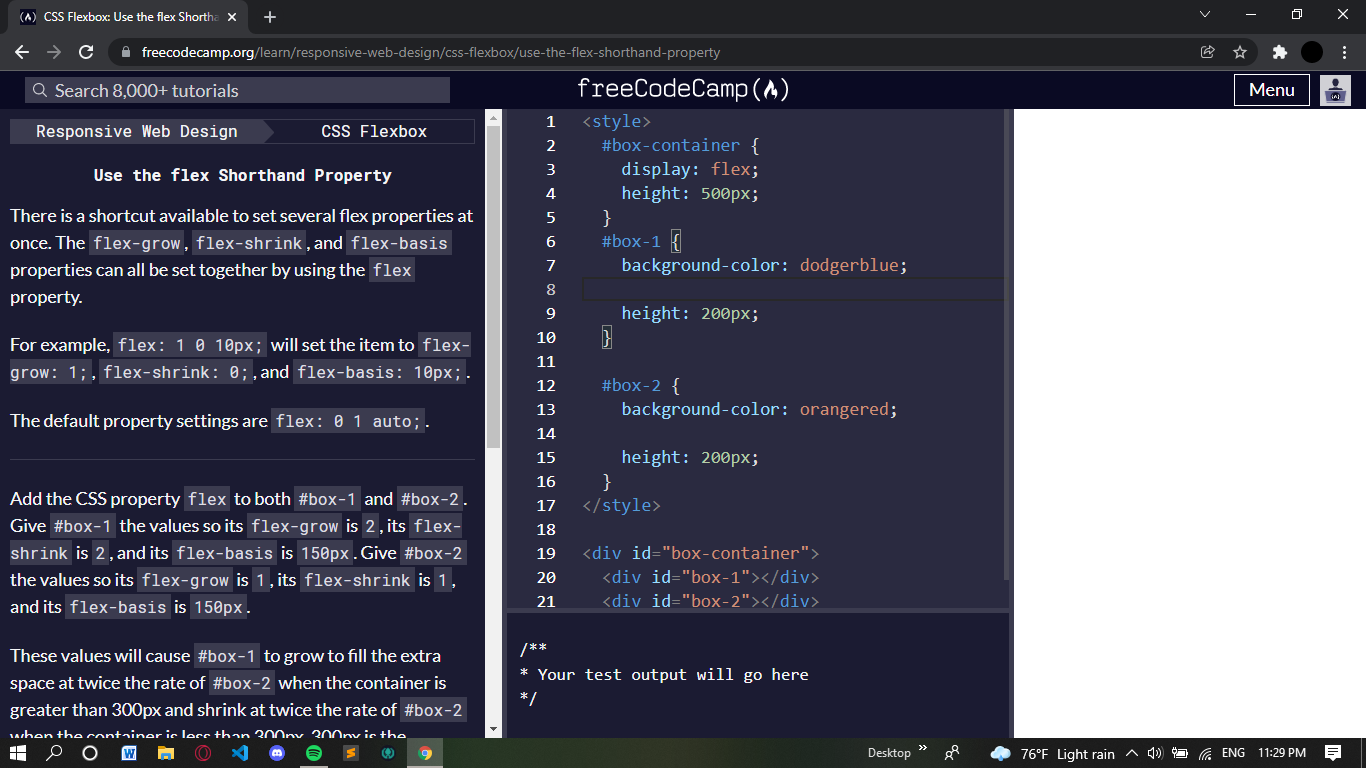 CSS Flexbox: Use the flex Shortha
freecodecamp.org/learn/responsive-web-design/css-flexbox/use-the-flex-shorthand-property
Search 8,000+ tutorials
freeCodeCamp
Menu
Responsive Web Design
CSS Flexbox
Use the flex Shorthand Property
There is a shortcut available to set several flex properties at
once. The flex-grow, flex-shrink, and flex-basis
properties can all be set together by using the flex
property.
For example, flex: 1 0 10px; will set the item to flex-
grow: 1;, flex-shrink: 0;, and flex-basis: 10px;.
The default property settings are flex: 0 1 auto;.
Add the CSS property flex to both #box-1 and #box-2.
Give #box-1 the values so its flex-grow is 2, its flex-
shrink is 2, and its flex-basis is 150px. Give #box-2
the values so its flex-grow is 1, its flex-shrink is 1,
and its flex-basis is 150px.
These values will cause #box-1 to grow to fill the extra
space at twice the rate of #box-2 when the container is
greater than 300px and shrink at twice the rate of #box-2
when the container is less than 300px. 300px is the
1 <style>
2 #box-container {
3 display: flex;
4 height: 500px;
5 }
6 #box-1 {
7 background-color: dodgerblue;
8
9 height: 200px;
10 }
11
12 #box-2 {
13 background-color: orangered;
14
15 height: 200px;
16 }
17 </style>
18
19 <div id="box-container">
20 <div id="box-1"></div>
21 <div id="box-2"></div>
/**
* Your test output will go here
*/
Desktop
76°F Light rain
ENG
11:29 PM